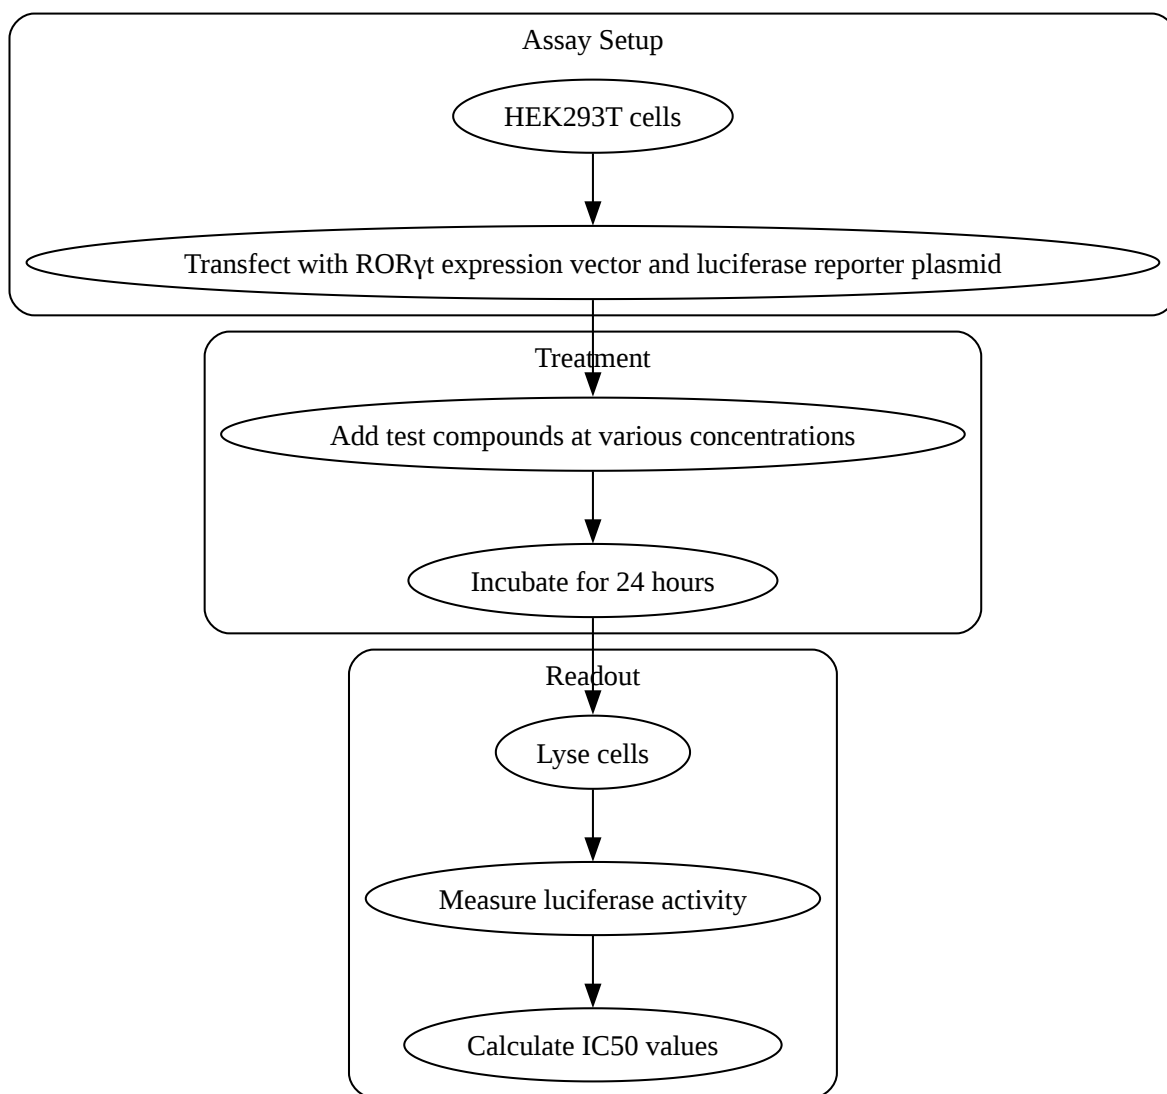 Assay Setup
HEK293T cells
Transfect with RORγt expression vector and luciferase reporter plasmid
Treatment
Add test compounds at various concentrations
Incubate for 24 hours
Readout
Lyse cells
Measure luciferase activity
Calculate IC50 values